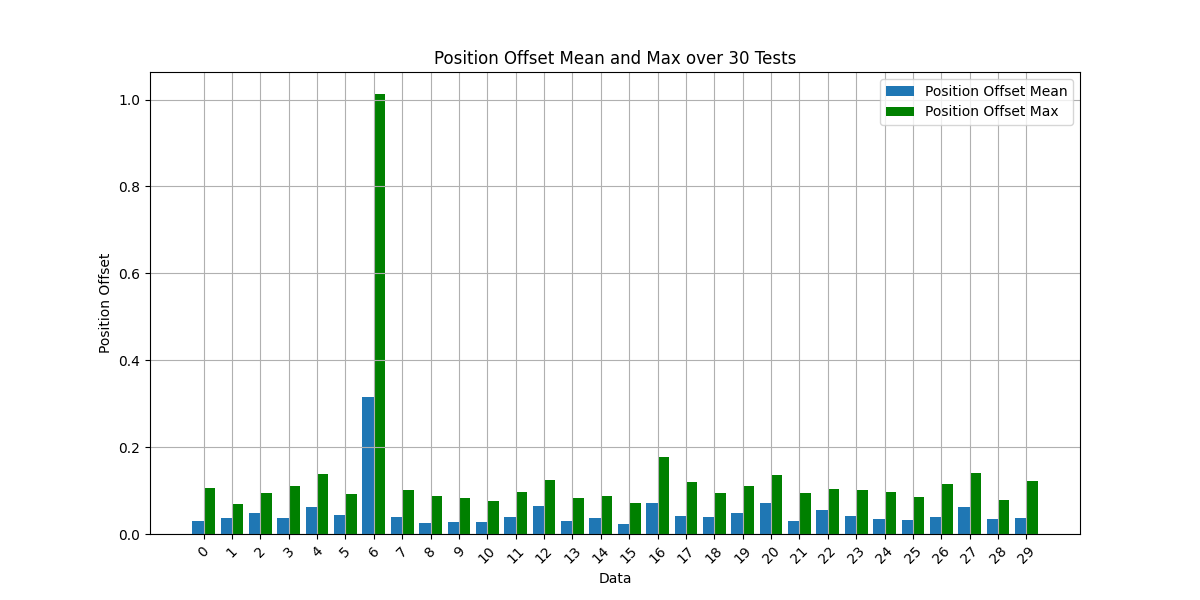 Position Offset Mean and Max over 30 Tests
Position Offset Mean
Position Offset Max
1.0
0.8
0.6
0.4
0.2
0.0
Position Offset
0 1 2 3 4 5 6 7 8 9 10 11 12 13 14 15 16 17 18 19 20 21 22 23 24 25 26 27 28 29
Data